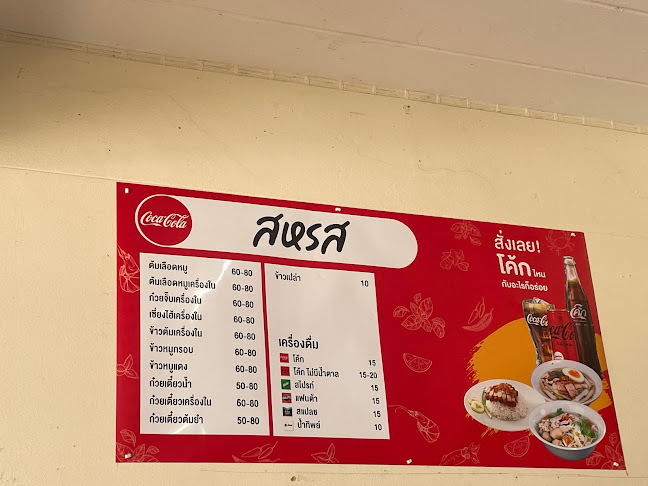 Coca-Cola
สหรส
ต้มเลือดหมู 60-80
ต้มเลือดหมูเครื่องใน 60-80
ก๋วยจั๊บเครื่องใน 60-80
เซี่ยงไฮ้เครื่องใน 60-80
ข้าวต้มเครื่องใน 60-80
ข้าวหมูกรอบ 60-80
ข้าวหมูแดง 60-80
ก๋วยเตี๋ยวน้ำ 50-80
ก๋วยเตี๋ยวเครื่องใน 60-80
ก๋วยเตี๋ยวต้มยำ 50-80
ข้าวเปล่า 10
เครื่องดื่ม
โค้ก 15
โค้ก ไม่มีน้ำตาล 15-20
สไปรท์ 15
แฟนต้า 15
สแปลช 15
น้ำทิพย์ 10
สั่งเลย!
โค้กไหน
กับอะไรก็อร่อย
โค้ก